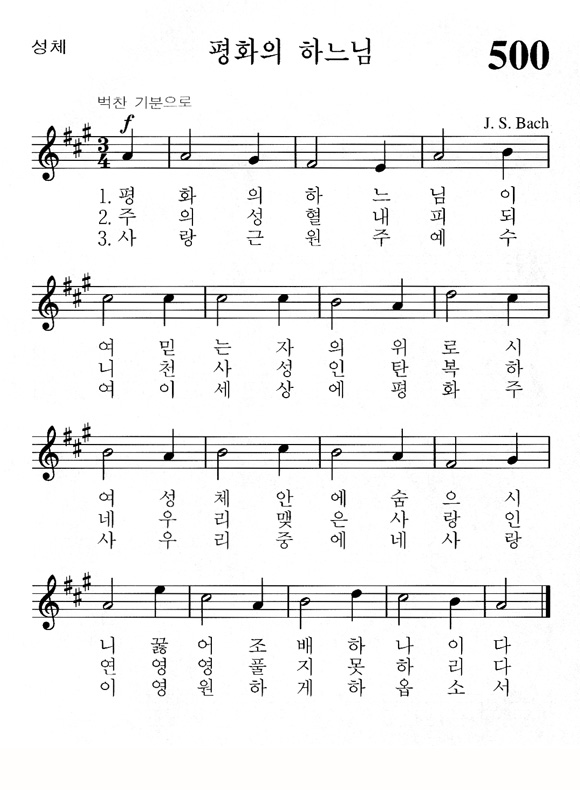 성체
평화의 하느님
500
벅찬 기분으로
f
J. S. Bach
3
4
1. 평 화 의 하 느 님 이
2. 주 의 성 혈 내 피 되
3. 사 랑 근 원 주 예 수
여 믿 는 자 의 위 로 시
니 천 사 성 인 탄 복 하
여 이 세 상 에 평 화 주
여 성 체 안 에 숨 으 시
네 우 리 맺 은 사 랑 인
사 우 리 중 에 네 사 랑
니 꿇 어 조 배 하 나 이 다
연 영 영 풀 지 못 하 리 다
이 영 원 하 게 하 옵 소 서